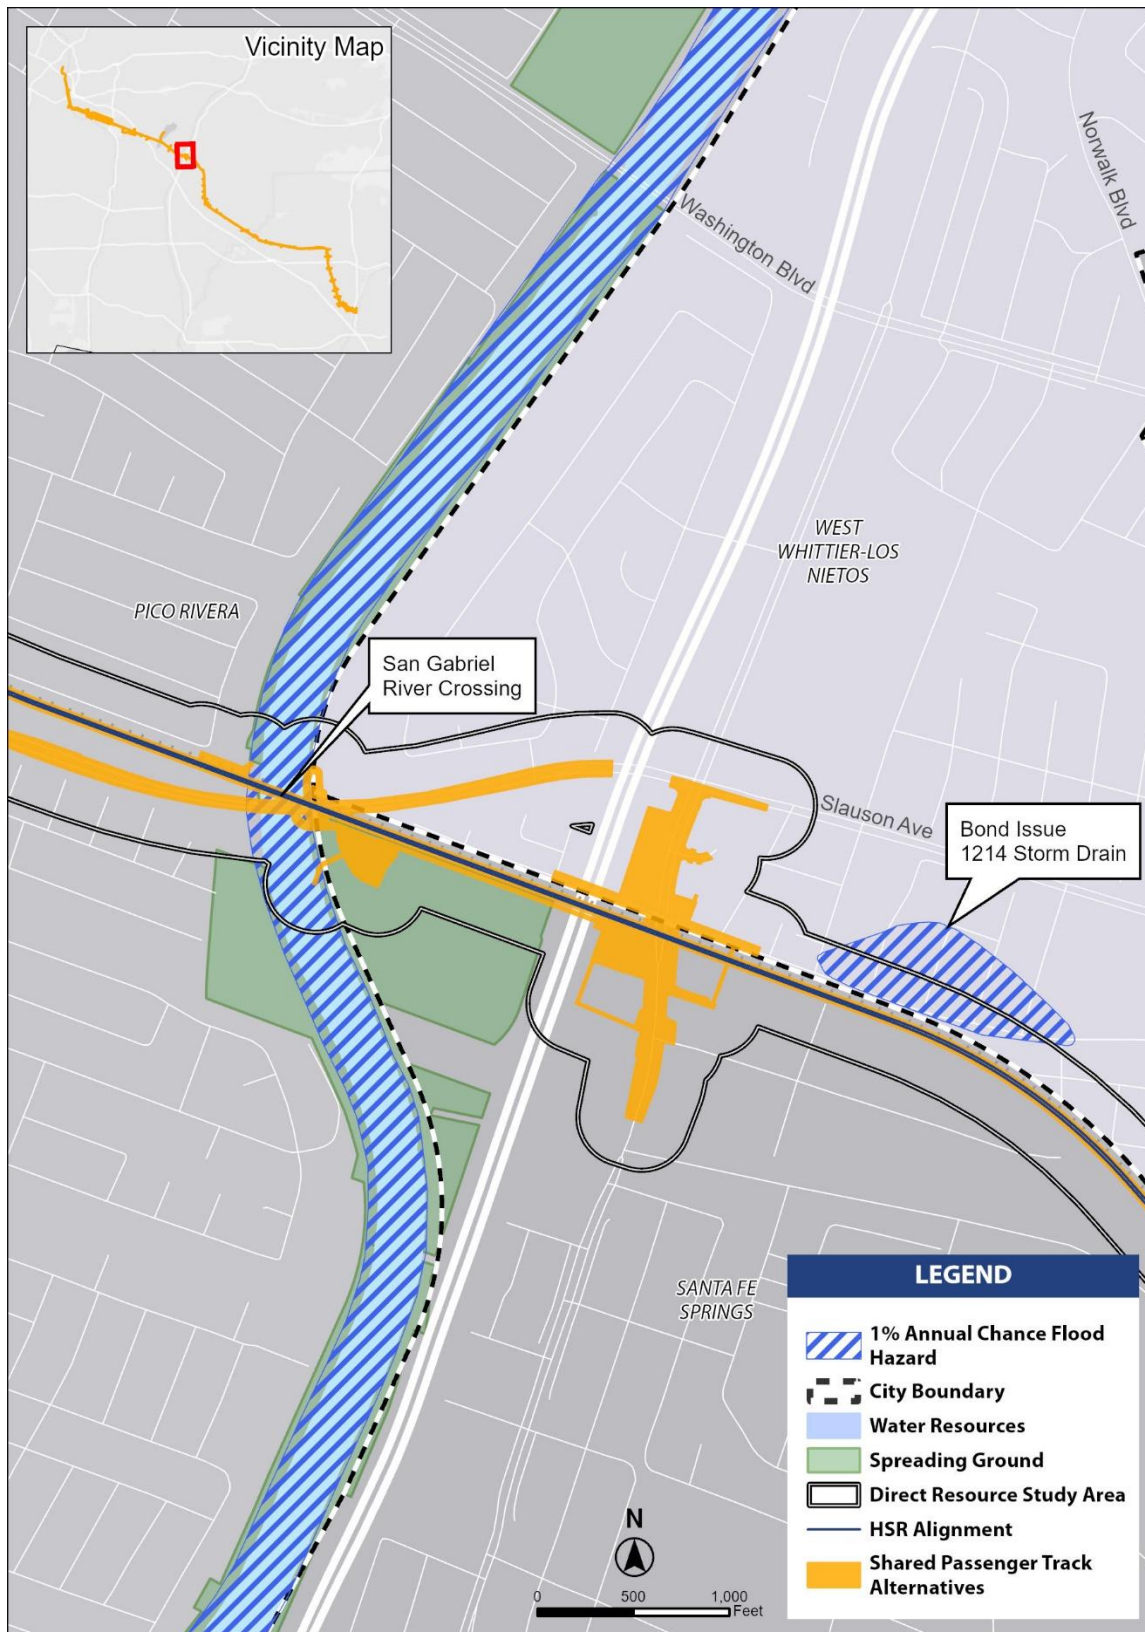 Vicinity Map
Norwalk Blvd
Washington Blvd
WEST
WHITTIER-LOS
NIETOS
PICO RIVERA
San Gabriel
River Crossing
Slauson Ave
Bond Issue
1214 Storm Drain
SANTA FE
SPRINGS
LEGEND
1% Annual Chance Flood
Hazard
City Boundary
Water Resources
Spreading Ground
Direct Resource Study Area
HSR Alignment
Shared Passenger Track
Alternatives
N
0 500 1,000
Feet